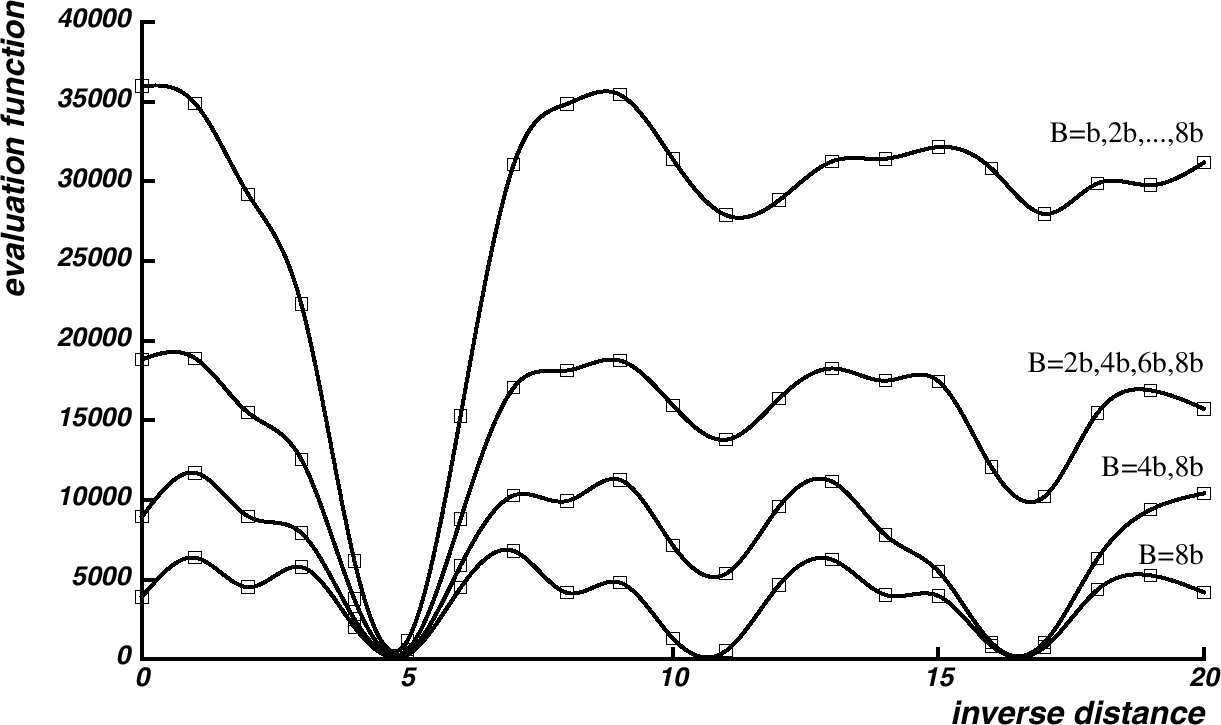 evaluation function
40000
35000
30000
25000
20000
15000
10000
5000
0
B=b,2b,...,8b
B=2b,4b,6b,8b
B=4b,8b
B=8b
0 5 10 15 20
inverse distance